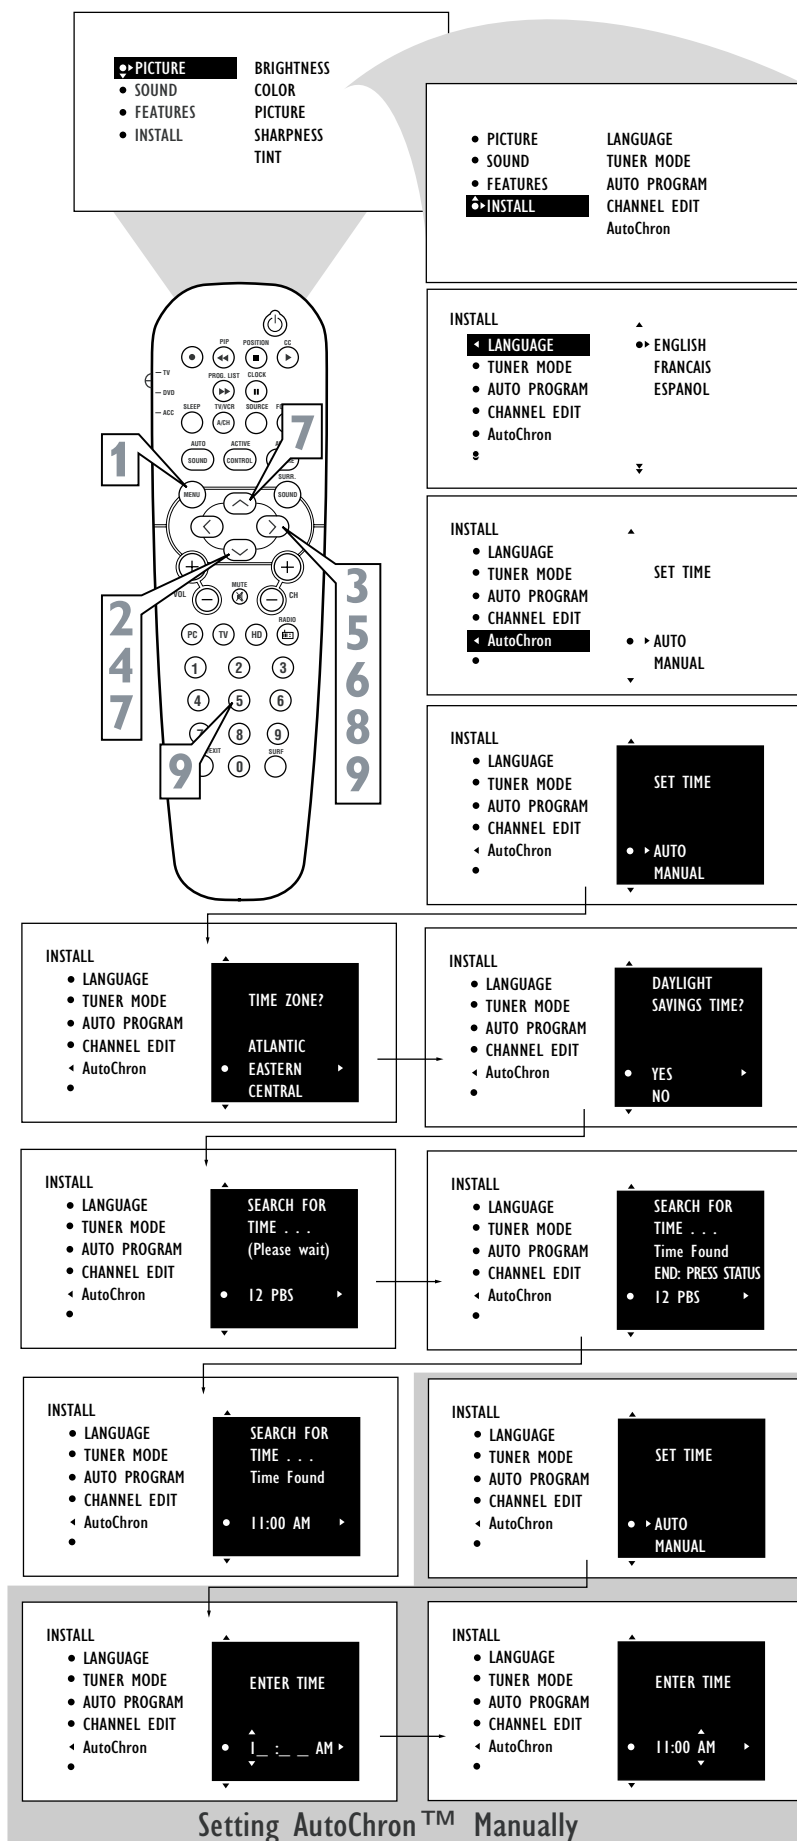 PICTURE BRIGHTNESS
SOUND COLOR
FEATURES PICTURE
INSTALL SHARPNESS
TINT
PICTURE LANGUAGE
SOUND TUNER MODE
FEATURES AUTO PROGRAM
INSTALL CHANNEL EDIT
AutoChron
INSTALL
LANGUAGE ENGLISH
TUNER MODE FRANCAIS
AUTO PROGRAM ESPANOL
CHANNEL EDIT
AutoChron
INSTALL
LANGUAGE
TUNER MODE SET TIME
AUTO PROGRAM
CHANNEL EDIT
AutoChron AUTO
MANUAL
INSTALL
LANGUAGE
TUNER MODE SET TIME
AUTO PROGRAM
CHANNEL EDIT
AutoChron AUTO
MANUAL
PIP POSITION CC
TV
DVD
ACC
PROG. LIST CLOCK
SLEEP TV/VCR SOURCE
A/CH
AUTO ACTIVE
SOUND CONTROL
SURR.
MENU SOUND
1
7
VOL MUTE CH
2
4
7
3
5
6
8
9
RADIO
PC TV HD
1 2 3
4 5 6
8 9
SURF
0
9
INSTALL
LANGUAGE
TUNER MODE TIME ZONE?
AUTO PROGRAM
CHANNEL EDIT ATLANTIC
AutoChron EASTERN
CENTRAL
INSTALL DAYLIGHT
LANGUAGE SAVINGS TIME?
TUNER MODE
AUTO PROGRAM
CHANNEL EDIT
AutoChron YES
NO
INSTALL
LANGUAGE SEARCH FOR
TUNER MODE TIME . . .
AUTO PROGRAM (Please wait)
CHANNEL EDIT
AutoChron 12 PBS
INSTALL
LANGUAGE SEARCH FOR
TUNER MODE TIME . . .
AUTO PROGRAM Time Found
CHANNEL EDIT END: PRESS STATUS
AutoChron 12 PBS
INSTALL
LANGUAGE SEARCH FOR
TUNER MODE TIME . . .
AUTO PROGRAM Time Found
CHANNEL EDIT
AutoChron 11:00 AM
INSTALL
LANGUAGE
TUNER MODE SET TIME
AUTO PROGRAM
CHANNEL EDIT
AutoChron AUTO
MANUAL
INSTALL
LANGUAGE
TUNER MODE ENTER TIME
AUTO PROGRAM
CHANNEL EDIT
AutoChron 1_ :_ _ AM
INSTALL
LANGUAGE
TUNER MODE ENTER TIME
AUTO PROGRAM
CHANNEL EDIT
AutoChron 11:00 AM
Setting AutoChron™ Manually